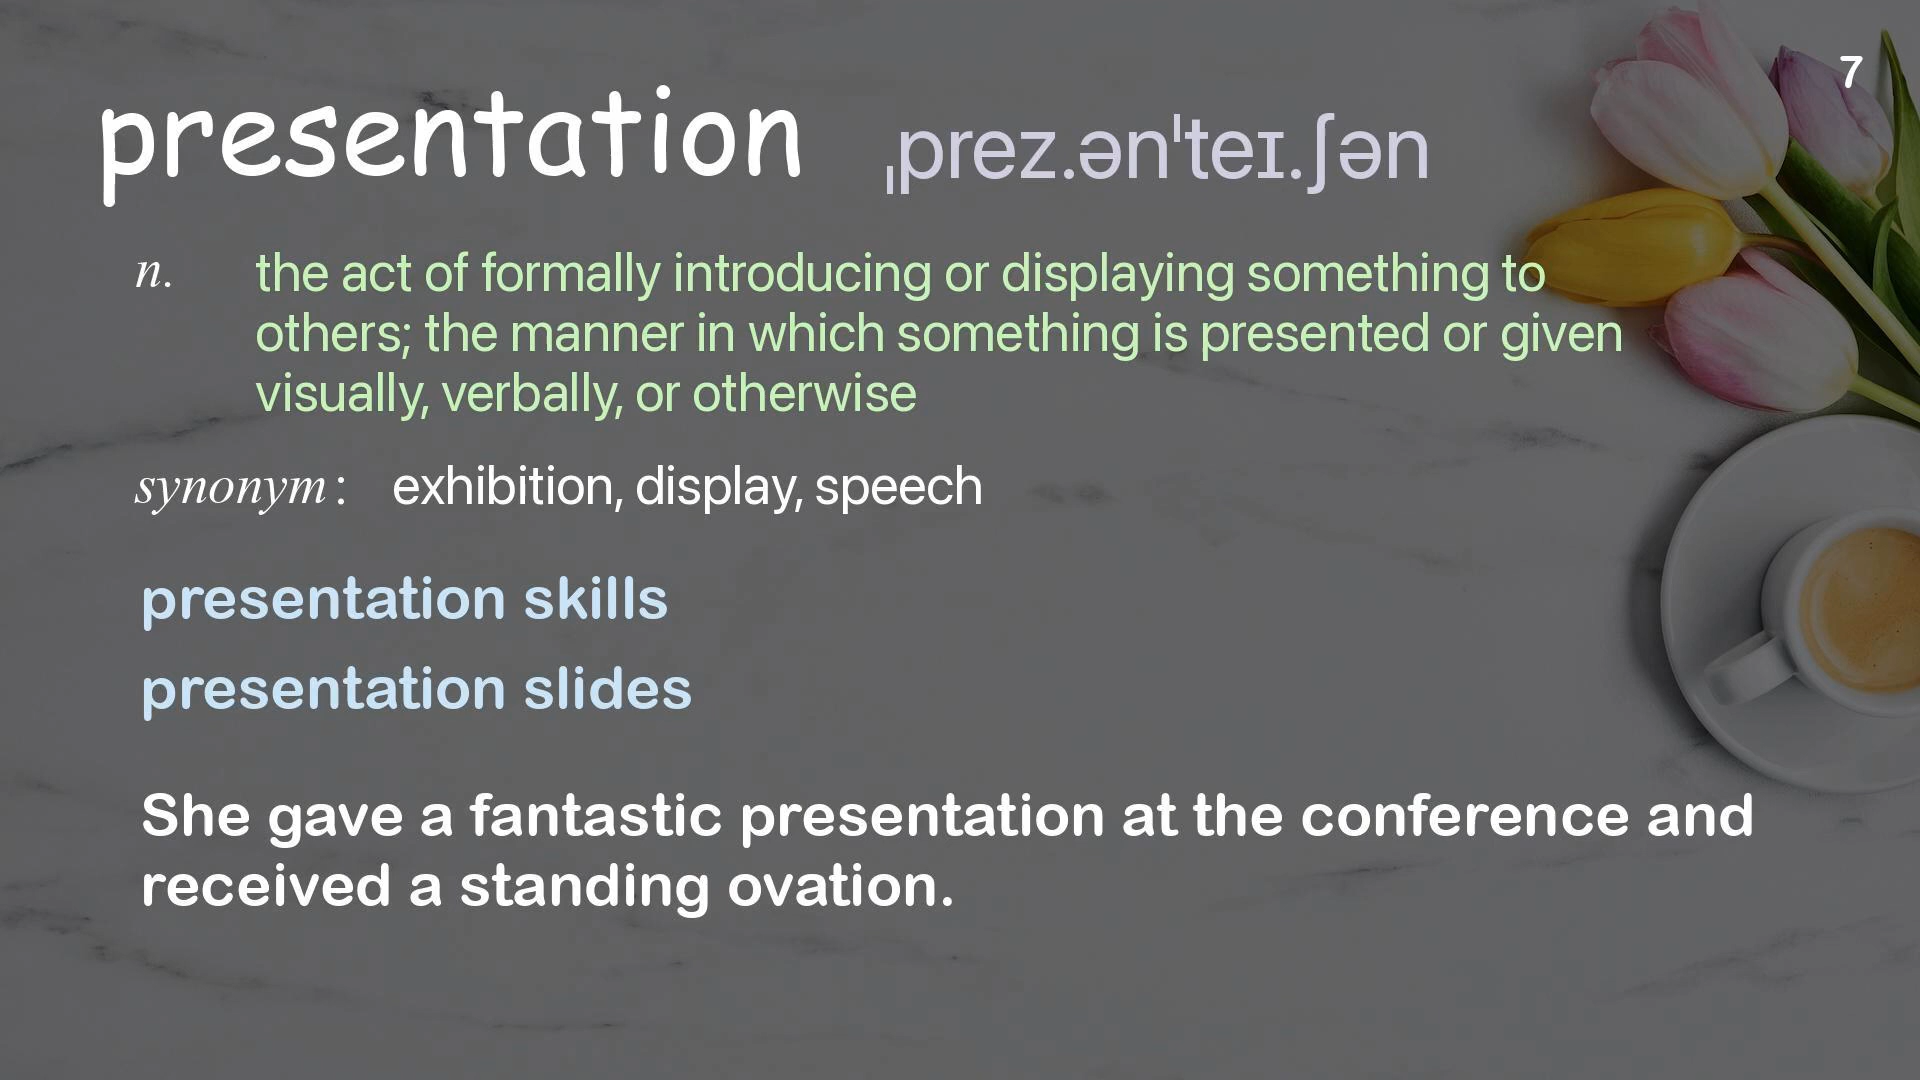 7
presentation ˌprez.ənˈteɪ.ʃən
n. the act of formally introducing or displaying something to
others; the manner in which something is presented or given
visually, verbally, or otherwise
synonym: exhibition, display, speech
presentation skills
presentation slides
She gave a fantastic presentation at the conference and
received a standing ovation.